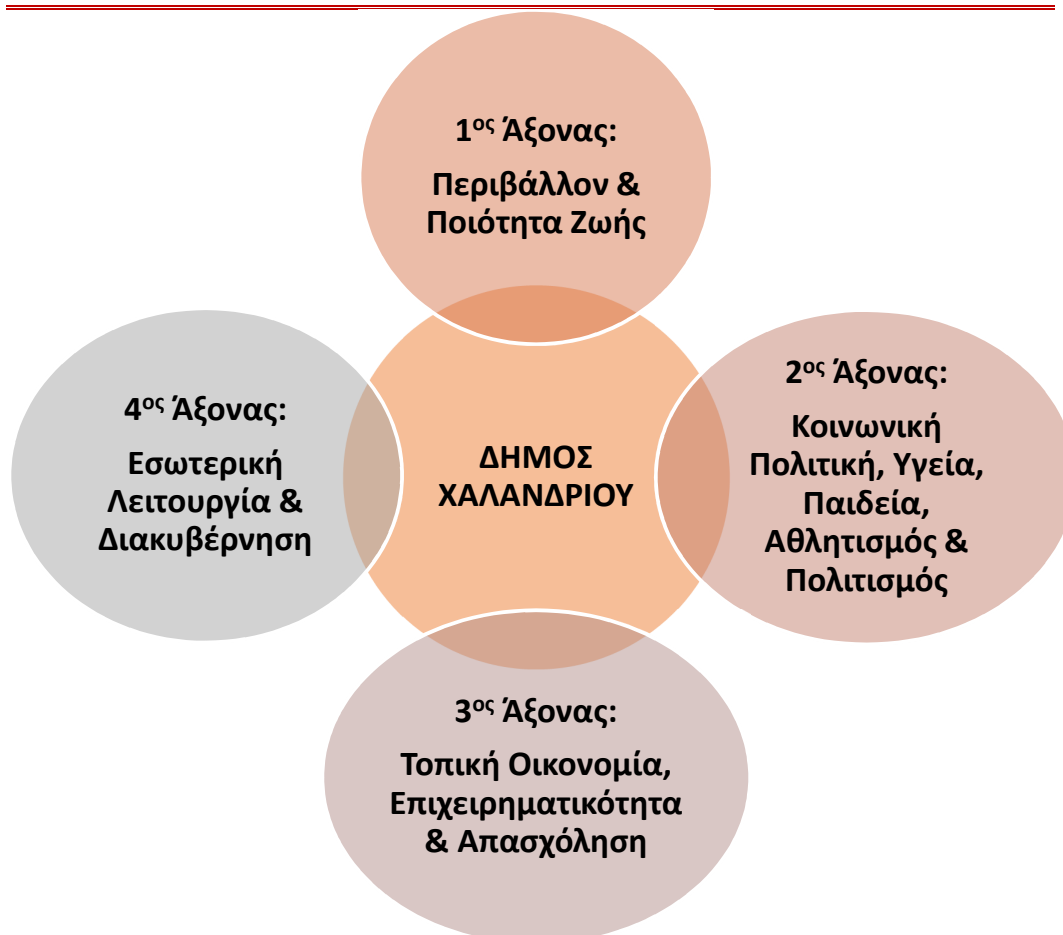 1ος Άξονας:
Περιβάλλον &
Ποιότητα Ζωής
2ος Άξονας:
Κοινωνική
Πολιτική, Υγεία,
Παιδεία,
Αθλητισμός &
Πολιτισμός
3ος Άξονας:
Τοπική Οικονομία,
Επιχειρηματικότητα
& Απασχόληση
4ος Άξονας:
Εσωτερική
Λειτουργία &
Διακυβέρνηση
ΔΗΜΟΣ
ΧΑΛΑΝΔΡΙΟΥ